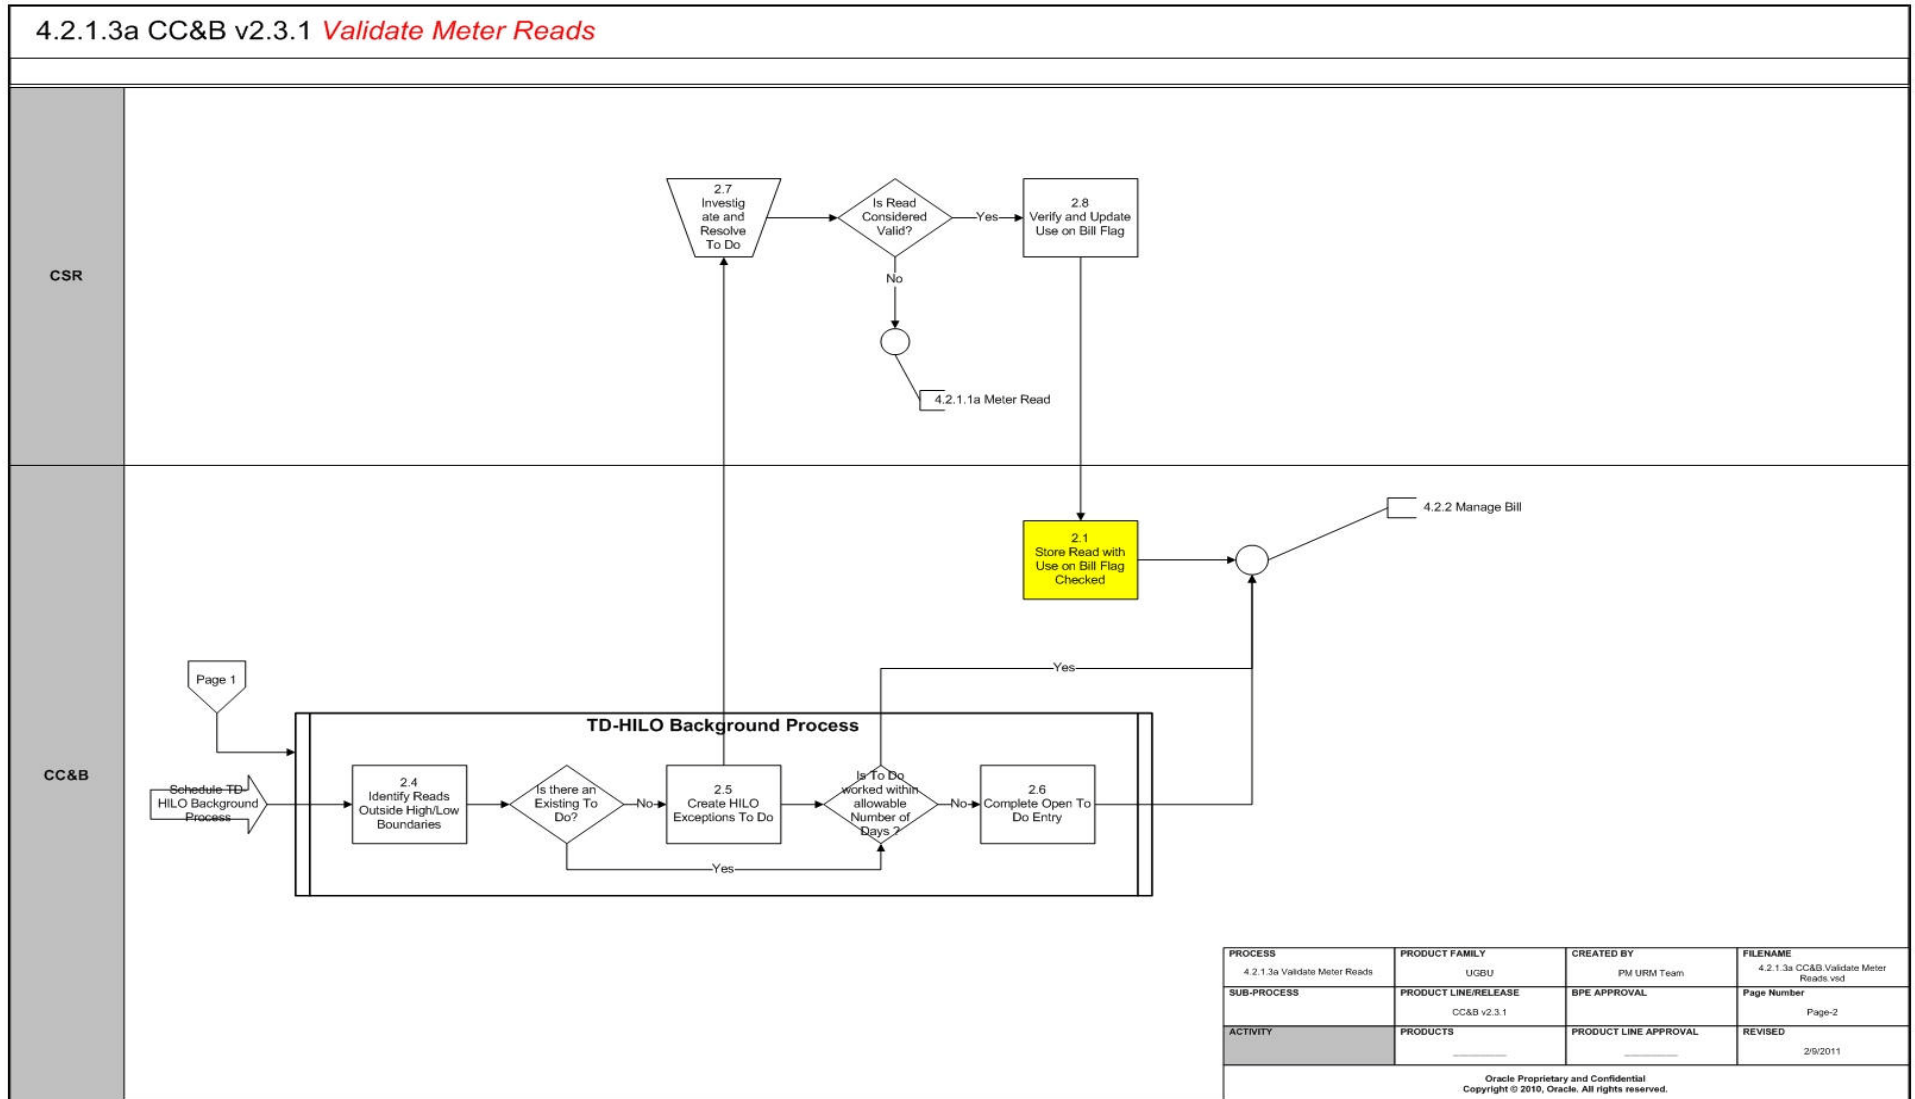 4.2.1.3a CC&B v2.3.1 Validate Meter Reads
CSR
2.7
Investig
ate and
Resolve
To Do
Is Read
Considered
Valid?
Yes
2.8
Verify and Update
Use on Bill Flag
No
4.2.1.1a Meter Read
CC&B
4.2.2 Manage Bill
2.1
Store Read with
Use on Bill Flag
Checked
Yes
Page 1
TD-HILO Background Process
Schedule TD-
HILO Background
Process
2.4
Identify Reads
Outside High/Low
Boundaries
Is there an
Existing To
Do?
No
2.5
Create HILO
Exceptions To Do
Is To Do
worked within
allowable
Number of
Days ?
No
2.6
Complete Open To
Do Entry
Yes
PROCESS
4.2.1.3a Validate Meter Reads
PRODUCT FAMILY
UGBU
CREATED BY
PM URM Team
FILENAME
4.2.1.3a CC&B.Validate Meter
Reads.vsd
SUB-PROCESS
PRODUCT LINE/RELEASE
CC&B v2.3.1
BPE APPROVAL
Page Number
Page-2
ACTIVITY
PRODUCTS
PRODUCT LINE APPROVAL
REVISED
2/9/2011
Oracle Proprietary and Confidential
Copyright © 2010, Oracle. All rights reserved.